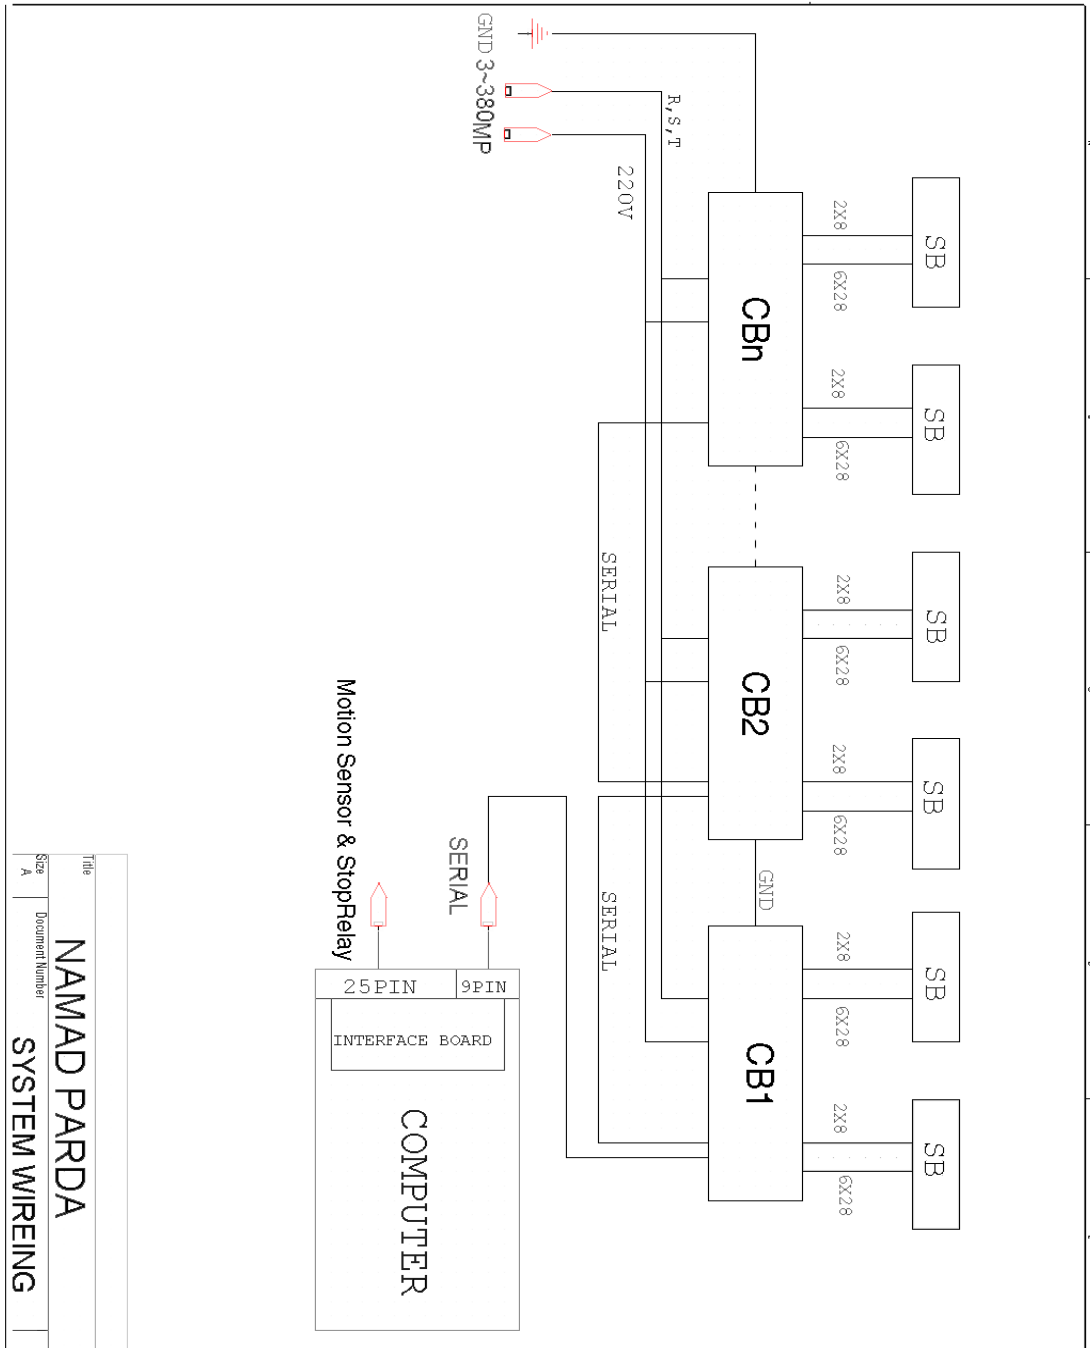 SB
SB
SB
SB
SB
SB
2X8
6X28
2X8
6X28
2X8
6X28
2X8
6X28
2X8
6X28
2X8
6X28
CBn
CB2
GND
CB1
R,S,T
220V
SERIAL
SERIAL
GND 3~380MP
SERIAL
Motion Sensor & StopRelay
25PIN
9PIN
INTERFACE BOARD
COMPUTER
Title
NAMAD PARDA
Size
A
Document Number
SYSTEM WIREING